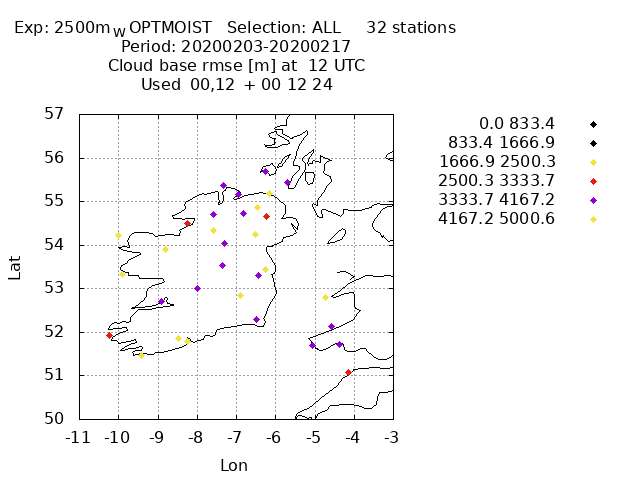 Exp: 2500mWOPTMOIST Selection: ALL 32 stations
Period: 20200203-20200217
Cloud base rmse [m] at 12 UTC
Used 00,12 + 00 12 24
0.0 833.4
833.4 1666.9
1666.9 2500.3
2500.3 3333.7
3333.7 4167.2
4167.2 5000.6
57
56
55
54
53
52
51
50
Lat
-11 -10 -9 -8 -7 -6 -5 -4 -3
Lon